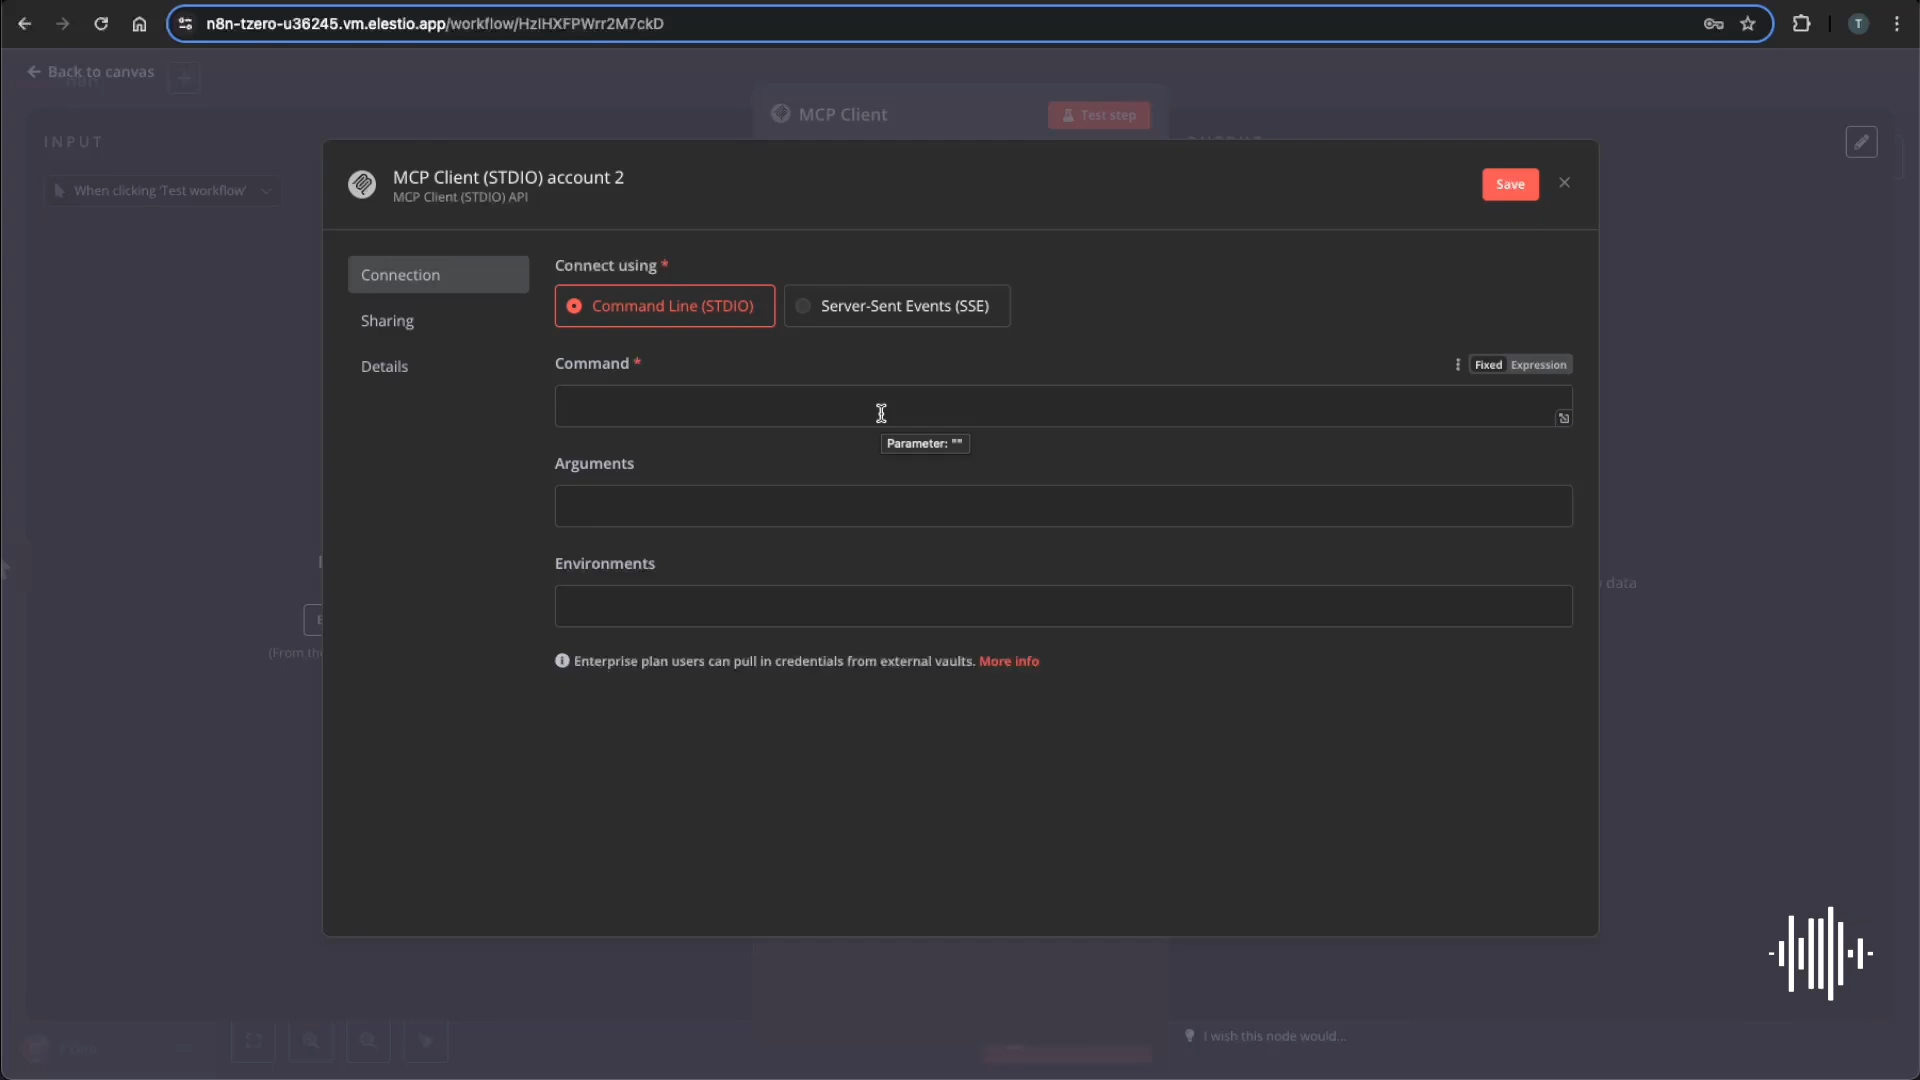 n8n-tzero-u36245.vm.elestio.app/workflow/HzIHXFPWrr2M7ckD
T
Back to canvas
MCP Client
Test step
INPUT
When clicking 'Test workflow'
MCP Client (STDIO) account 2
MCP Client (STDIO) API
Save
Connection
Sharing
Details
Connect using *
Command Line (STDIO)
Server-Sent Events (SSE)
Command *
Fixed
Expression
Parameter: ""
Arguments
Environments
data
(From the
Enterprise plan users can pull in credentials from external vaults. More info
I wish this node would...